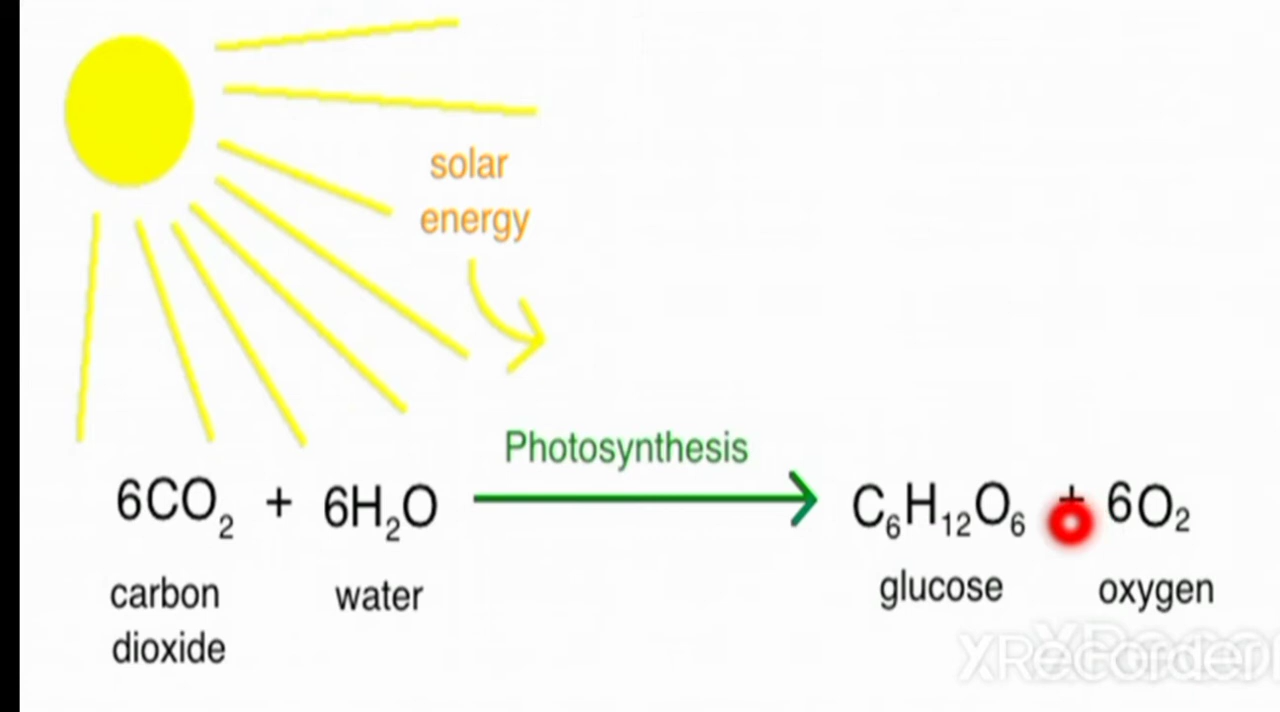 solar
energy
Photosynthesis
6CO₂ + 6H₂O → C₆H₁₂O₆ + 6O₂
carbon
dioxide
water
glucose
oxygen
XRecorder